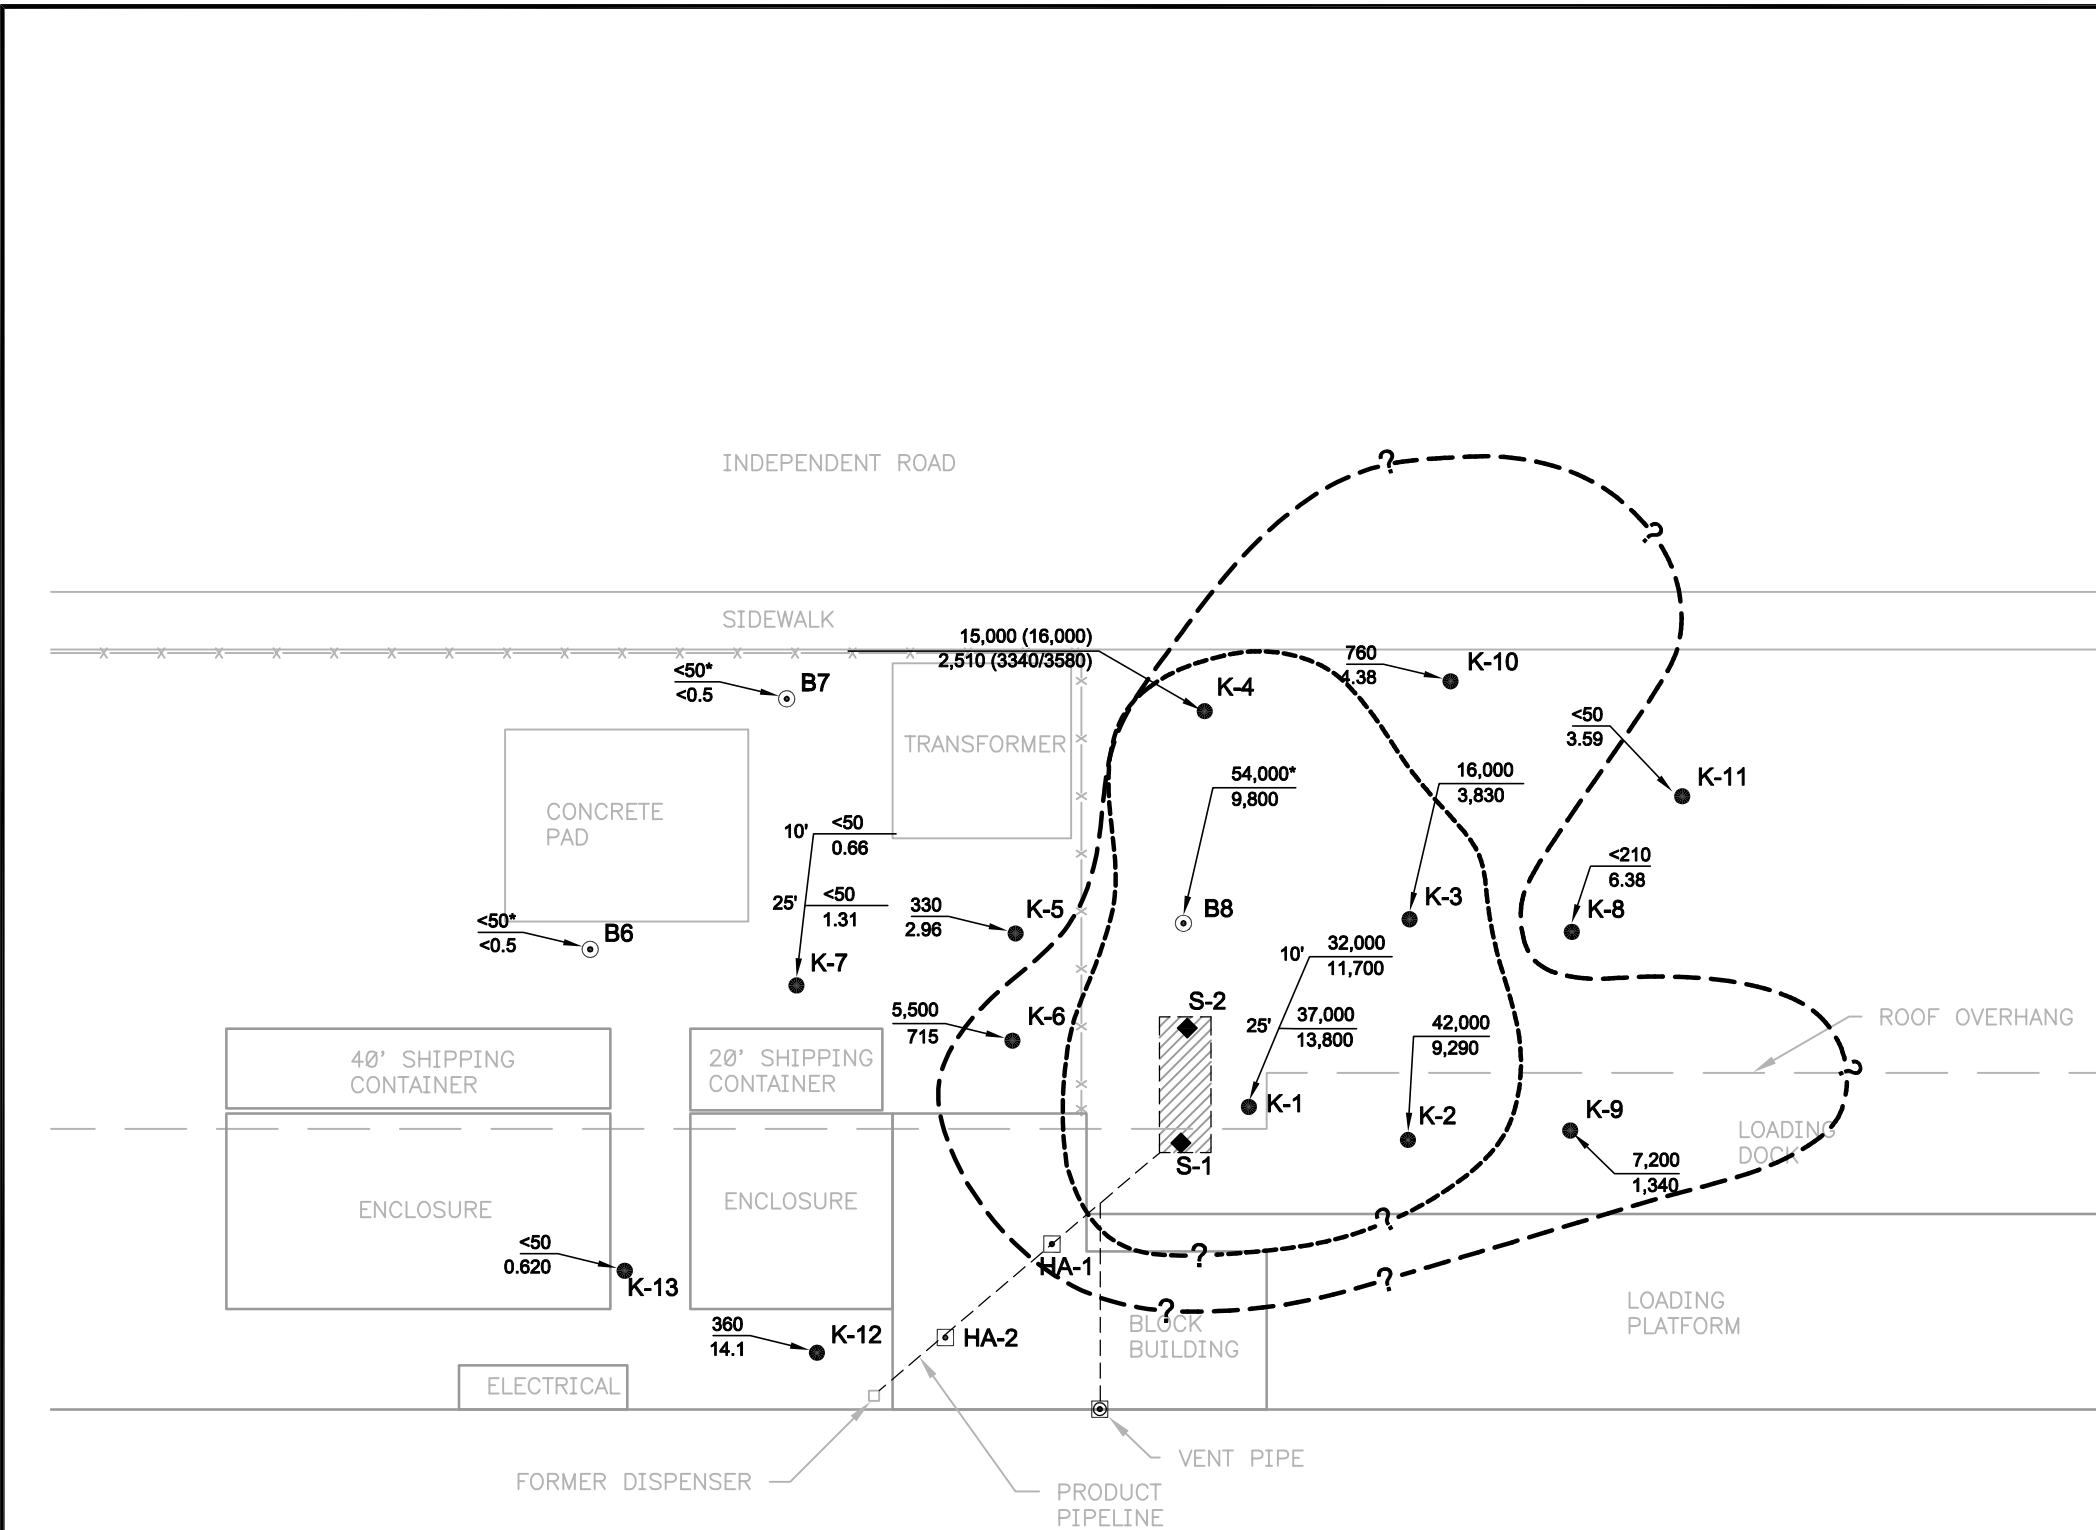 INDEPENDENT ROAD
SIDEWALK
15,000 (16,000)
2,510 (3340/3580)
K-4
760
4.38
K-10
<50*
<0.5
B7
TRANSFORMER
<50
3.59
K-11
CONCRETE
PAD
54,000*
9,800
B8
16,000
3,830
K-3
10'
<50
0.66
25'
<50
1.31
K-7
<210
6.38
K-8
330
2.96
K-5
<50*
<0.5
B6
10'
32,000
11,700
25'
37,000
13,800
K-1
5,500
715
K-6
S-2
S-1
42,000
9,290
K-2
ROOF OVERHANG
40' SHIPPING
CONTAINER
20' SHIPPING
CONTAINER
K-9
7,200
1,340
LOADING
DOCK
ENCLOSURE
ENCLOSURE
<50
0.620
K-13
HA-1
?
?
?
?
?
?
?
360
14.1
K-12
HA-2
BLOCK
BUILDING
LOADING
PLATFORM
ELECTRICAL
FORMER DISPENSER
VENT PIPE
PRODUCT
PIPELINE